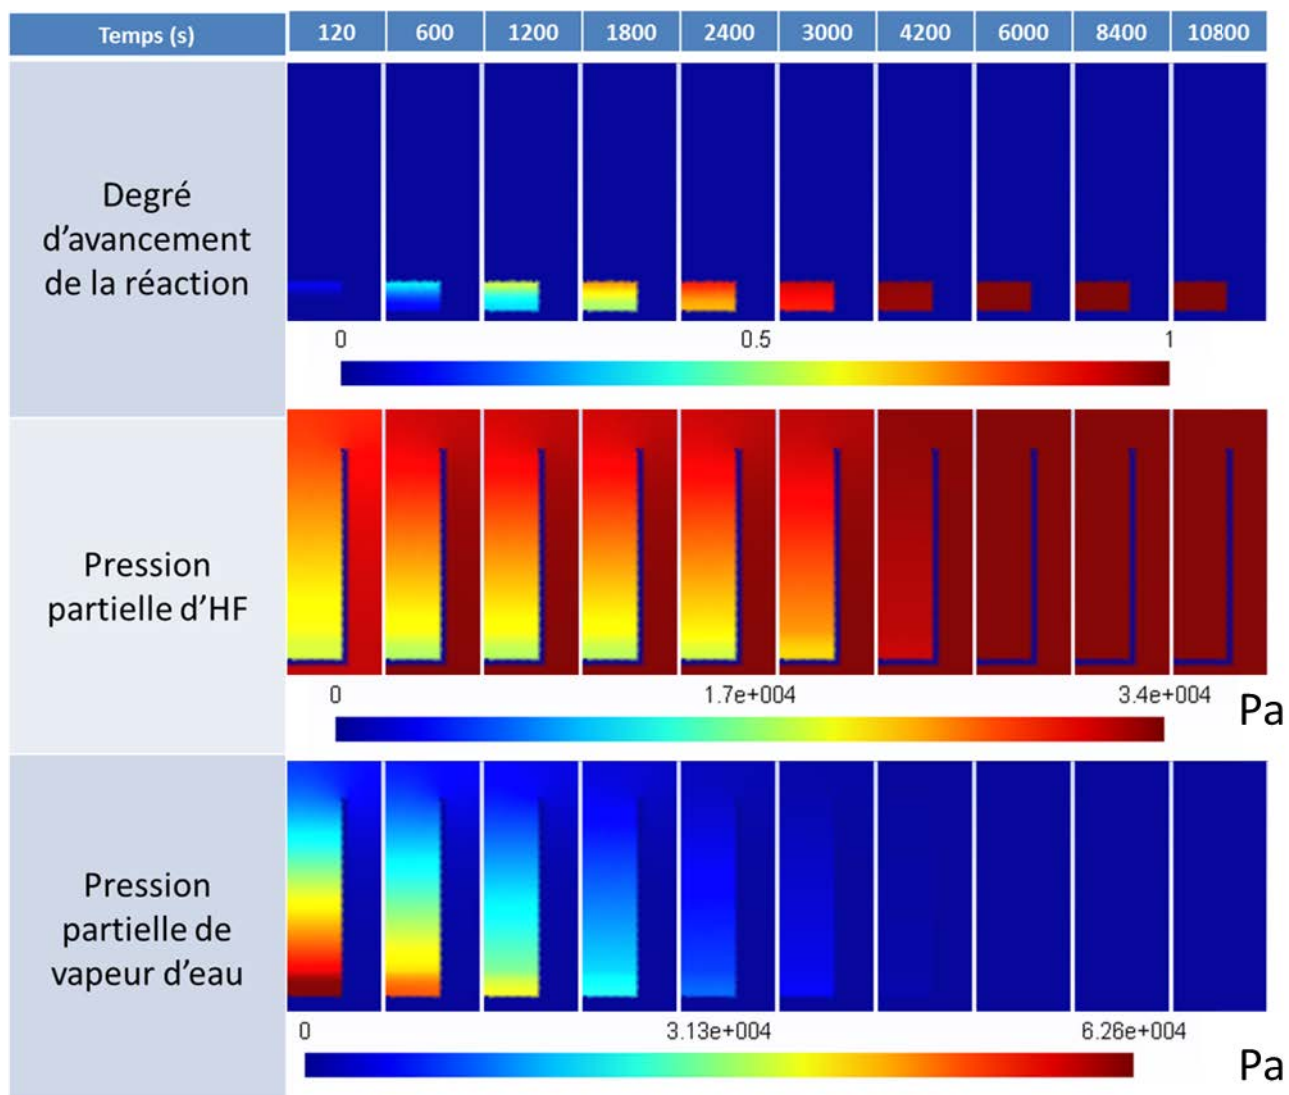 Temps (s) 120 600 1200 1800 2400 3000 4200 6000 8400 10800
Degré
d'avancement
de la réaction
0 0.5 1
Pression
partielle d'HF
0 1.7e+004 3.4e+004
Pa
Pression
partielle de
vapeur d'eau
0 3.13e+004 6.26e+004
Pa